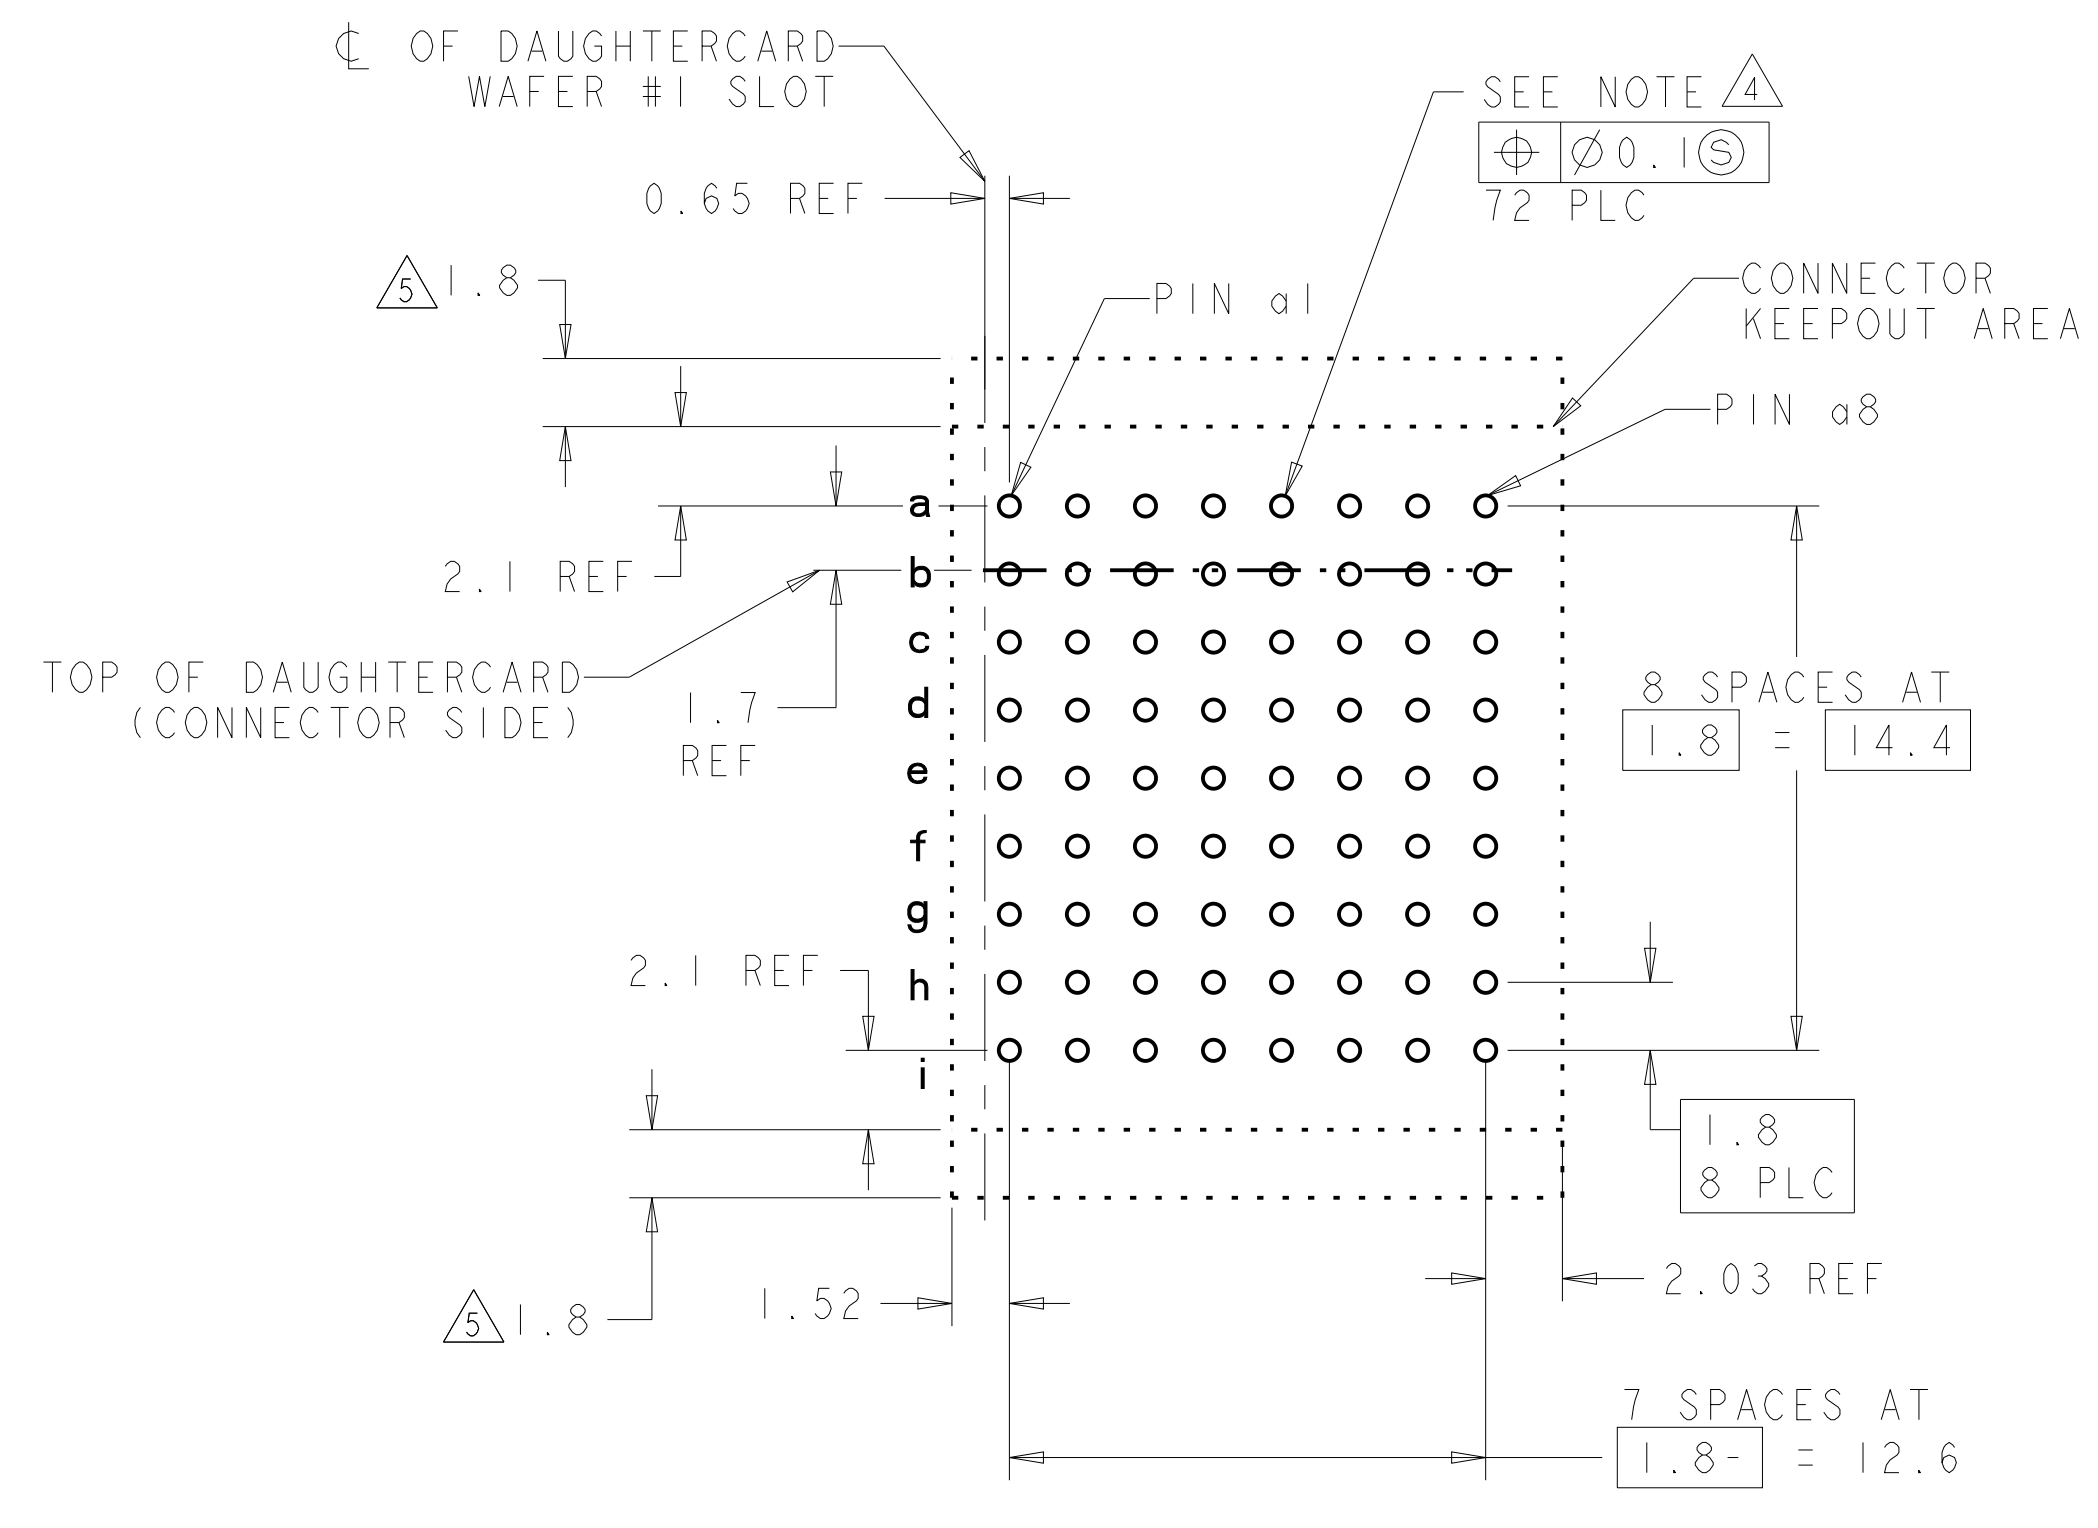 ℄ OF DAUGHTERCARD
WAFER #1 SLOT
SEE NOTE 4
⌖ Ø0.1Ⓢ
72 PLC
0.65 REF
5 1.8
PIN a1
CONNECTOR
KEEPOUT AREA
PIN a8
a
2.1 REF
b
TOP OF DAUGHTERCARD
(CONNECTOR SIDE)
1.7
REF
c
d
e
f
g
h
i
8 SPACES AT
1.8 = 14.4
2.1 REF
1.8
8 PLC
2.03 REF
1.52
5 1.8
7 SPACES AT
1.8- = 12.6